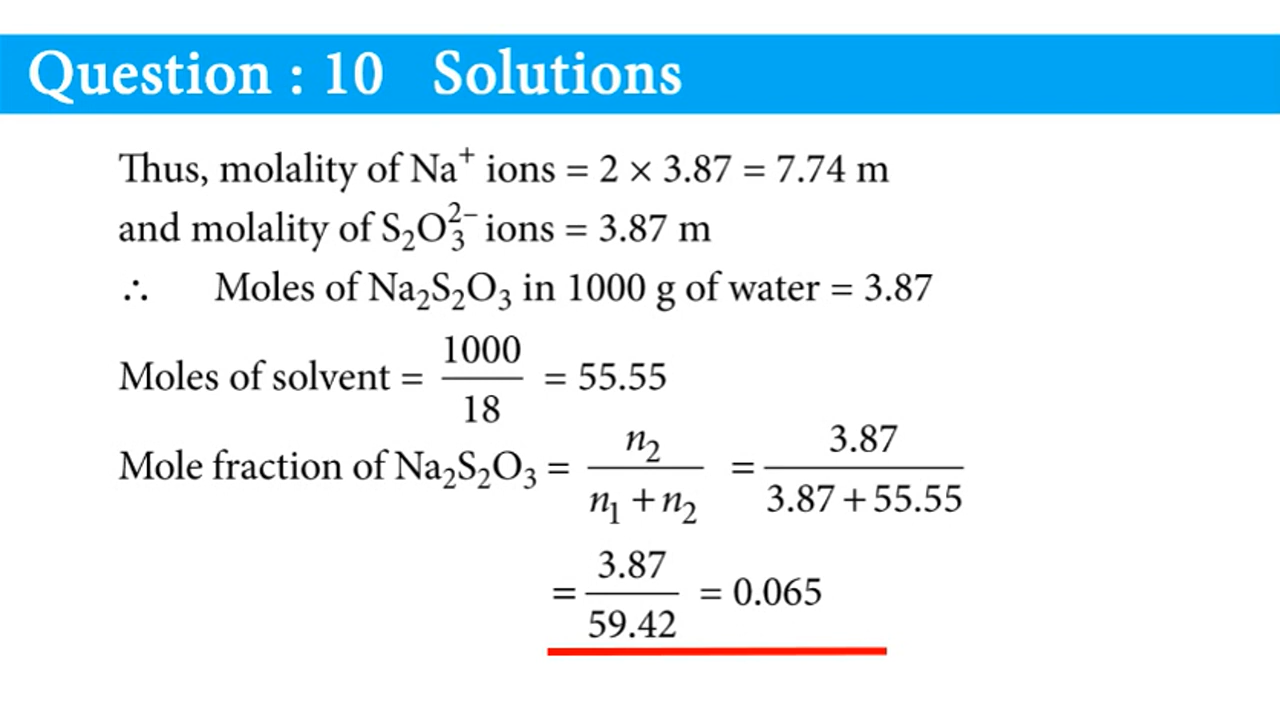 Question : 10 Solutions
Thus, molality of Na⁺ ions = 2 × 3.87 = 7.74 m
and molality of S₂O₃²⁻ ions = 3.87 m
∴ Moles of Na₂S₂O₃ in 1000 g of water = 3.87
Moles of solvent = 1000/18 = 55.55
Mole fraction of Na₂S₂O₃ = n₂/(n₁ + n₂) = 3.87/(3.87 + 55.55)
= 3.87/59.42 = 0.065